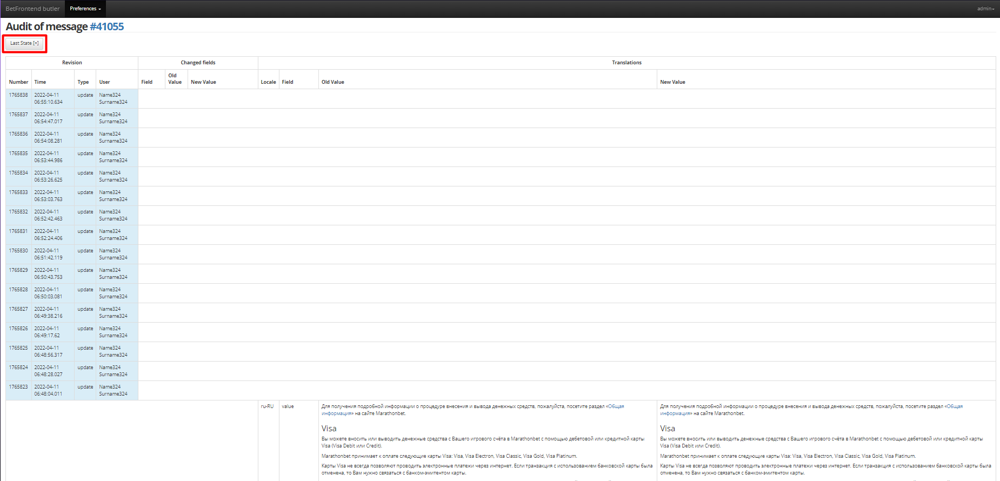 BetFrontend butler Preferences admin
Audit of message #41055
Last State [+]
Revision Changed fields Translations
Number Time Type User Field Old Value New Value Locale Field Old Value New Value
1765838 2022-04-11 06:55:10.634 update Name324 Surname324
1765837 2022-04-11 06:54:47.017 update Name324 Surname324
1765836 2022-04-11 06:54:08.281 update Name324 Surname324
1765835 2022-04-11 06:53:44.986 update Name324 Surname324
1765834 2022-04-11 06:53:26.625 update Name324 Surname324
1765833 2022-04-11 06:53:03.763 update Name324 Surname324
1765832 2022-04-11 06:52:42.463 update Name324 Surname324
1765831 2022-04-11 06:52:24.406 update Name324 Surname324
1765830 2022-04-11 06:51:42.119 update Name324 Surname324
1765829 2022-04-11 06:50:43.753 update Name324 Surname324
1765828 2022-04-11 06:50:03.081 update Name324 Surname324
1765827 2022-04-11 06:49:38.216 update Name324 Surname324
1765826 2022-04-11 06:49:17.62 update Name324 Surname324
1765825 2022-04-11 06:48:56.317 update Name324 Surname324
1765824 2022-04-11 06:48:28.027 update Name324 Surname324
1765823 2022-04-11 06:48:04.011 update Name324 Surname324
ru-RU value
Для получения подробной информации о процедуре внесения и вывода денежных средств, пожалуйста, посетите раздел «Общая
информация» на сайте Marathonbet.
Visa
Вы можете вносить или выводить денежные средства с Вашего игрового счёта в Marathonbet с помощью дебетовой или кредитной карты
Visa (Visa Debit или Credit).
Marathonbet принимает к оплате следующие карты Visa: Visa, Visa Electron, Visa Classic, Visa Gold, Visa Platinum.
Карты Visa не всегда позволяют проводить электронные платежи через интернет. Если транзакция с использованием банковской карты была
отменена, то Вам нужно связаться с банком-эмитентом карты.
Для получения подробной информации о процедуре внесения и вывода денежных средств, пожалуйста, посетите раздел «Общая
информация» на сайте Marathonbet.
Visa
Вы можете вносить или выводить денежные средства с Вашего игрового счёта в Marathonbet с помощью дебетовой или кредитной карты
Visa (Visa Debit или Credit).
Marathonbet принимает к оплате следующие карты Visa: Visa, Visa Electron, Visa Classic, Visa Gold, Visa Platinum.
Карты Visa не всегда позволяют проводить электронные платежи через интернет. Если транзакция с использованием банковской карты была
отменена, то Вам нужно связаться с банком-эмитентом карты.